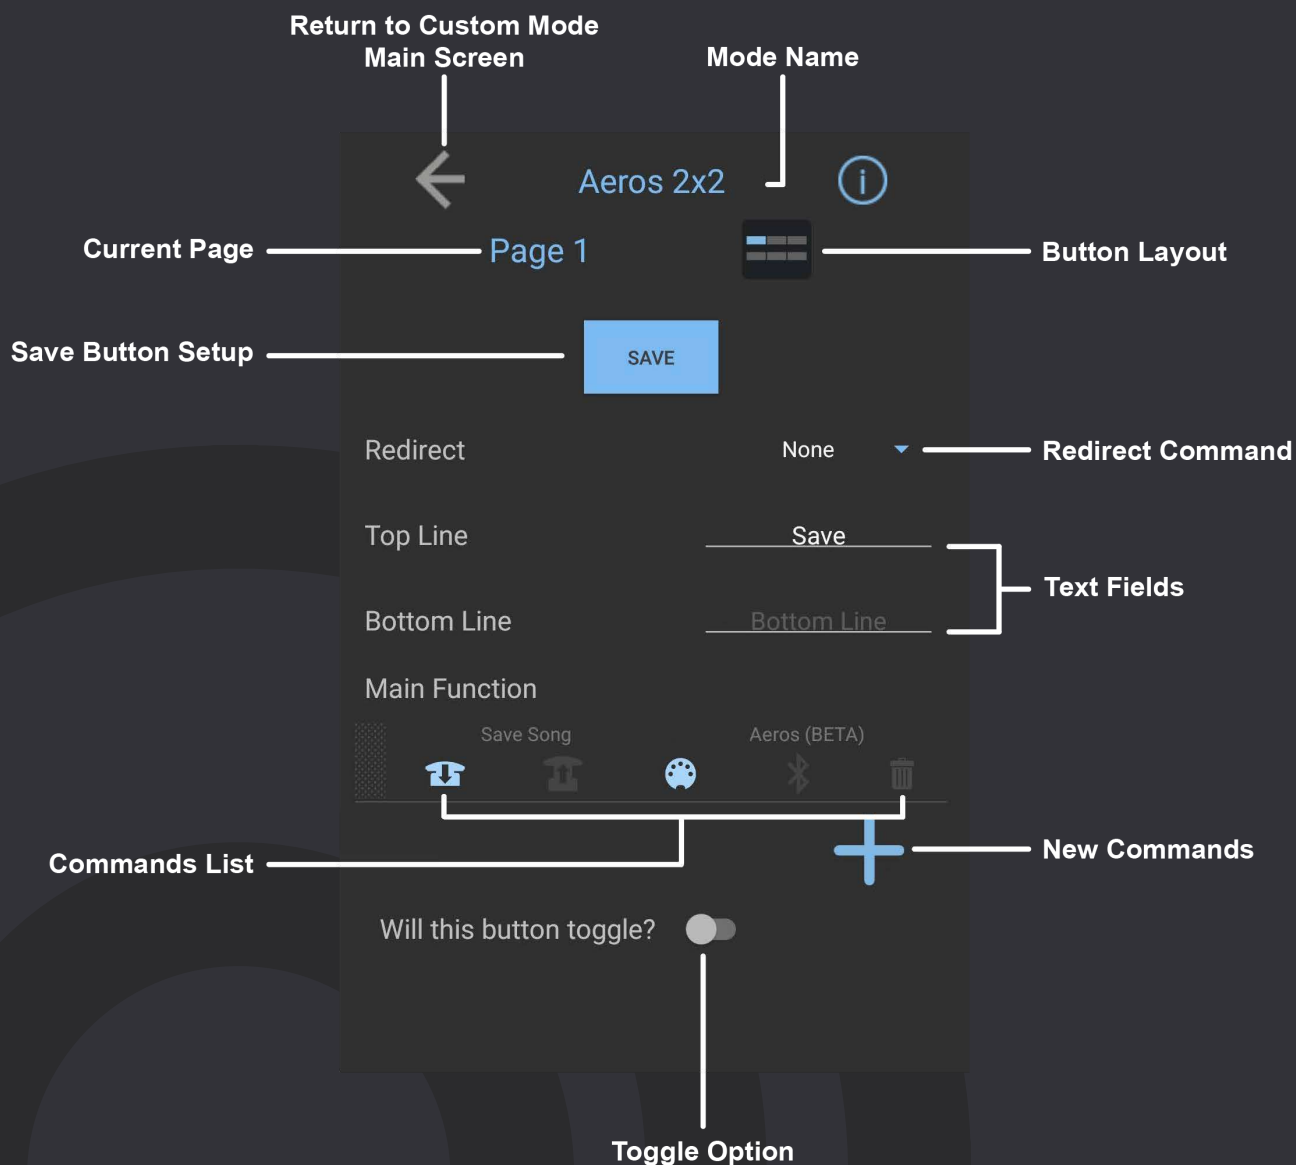 Return to Custom Mode
Main Screen
Mode Name
Aeros 2x2
i
Current Page
Page 1
Button Layout
Save Button Setup
SAVE
Redirect
None
Redirect Command
Top Line
Save
Text Fields
Bottom Line
Bottom Line
Main Function
Save Song
Aeros (BETA)
Commands List
New Commands
Will this button toggle?
Toggle Option